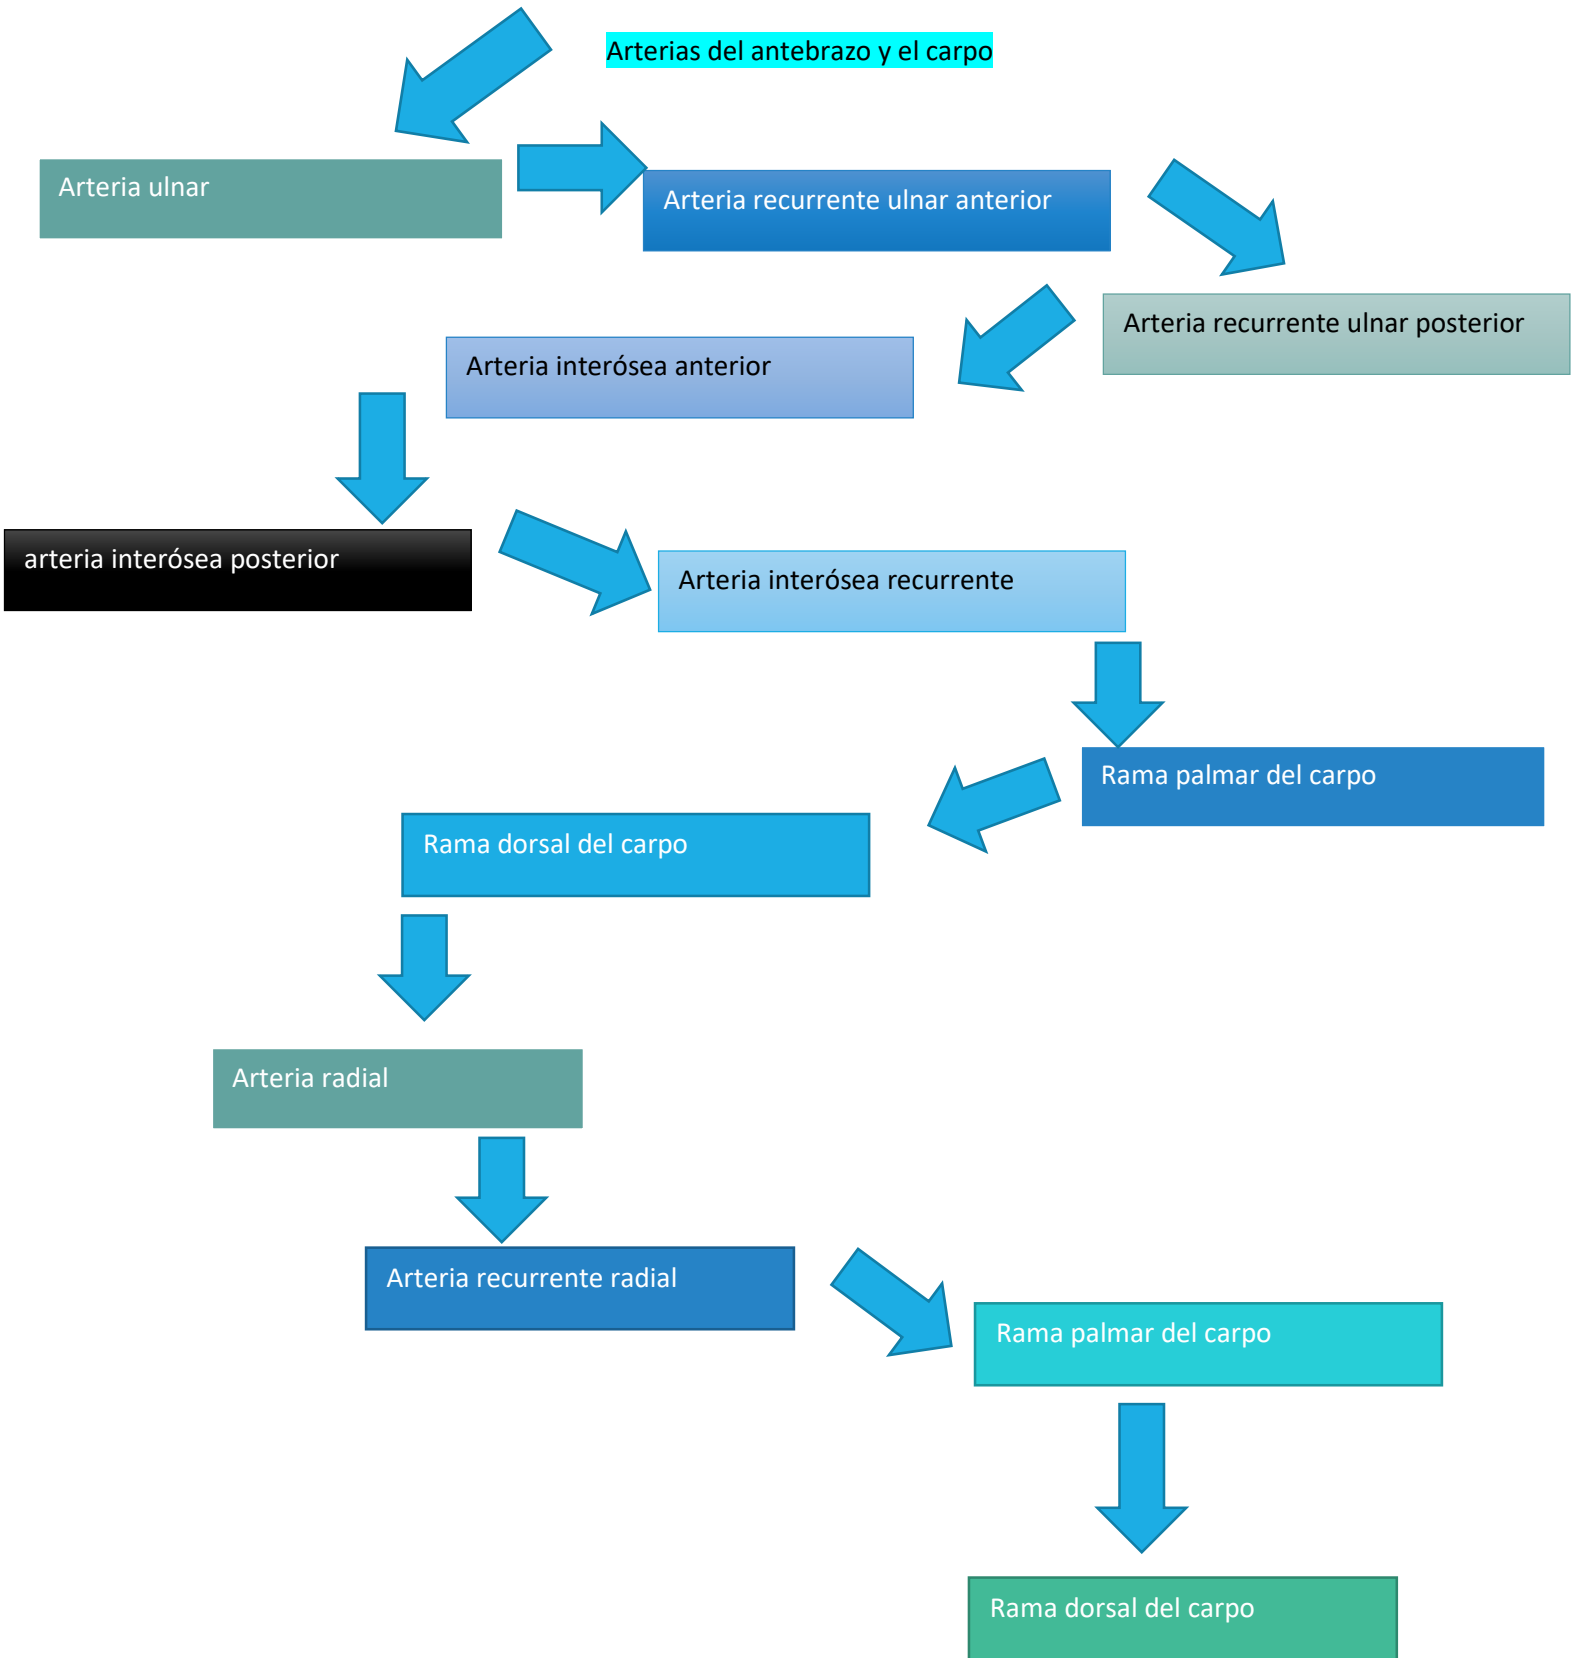 Arterias del antebrazo y el carpo
Arteria ulnar
Arteria recurrente ulnar anterior
Arteria recurrente ulnar posterior
Arteria interósea anterior
arteria interósea posterior
Arteria interósea recurrente
Rama palmar del carpo
Rama dorsal del carpo
Arteria radial
Arteria recurrente radial
Rama palmar del carpo
Rama dorsal del carpo